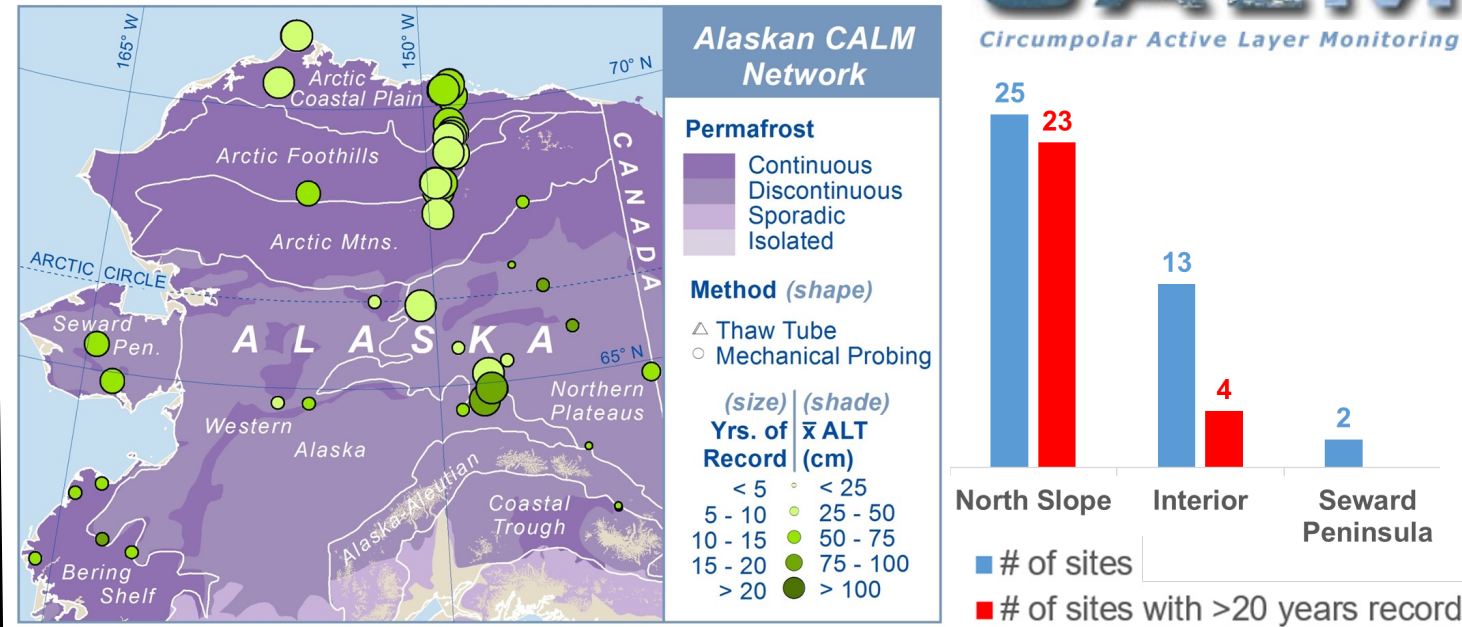 165° W
150° W
70° N
Arctic
Coastal Plain
Arctic Foothills
Arctic Mtns.
CANADA
ARCTIC CIRCLE
Seward
Pen.
ALASKA
65° N
Northern
Plateaus
Western
Alaska
Alaska-Aleutian
Coastal
Trough
Bering
Shelf
Alaskan CALM
Network
Permafrost
Continuous
Discontinuous
Sporadic
Isolated
Method (shape)
Thaw Tube
Mechanical Probing
(size) (shade)
Yrs. of x̅ ALT
Record (cm)
< 5 < 25
5 - 10 25 - 50
10 - 15 50 - 75
15 - 20 75 - 100
> 20 > 100
CALM
Circumpolar Active Layer Monitoring
25
23
13
4
2
North Slope Interior Seward
Peninsula
# of sites
# of sites with >20 years record